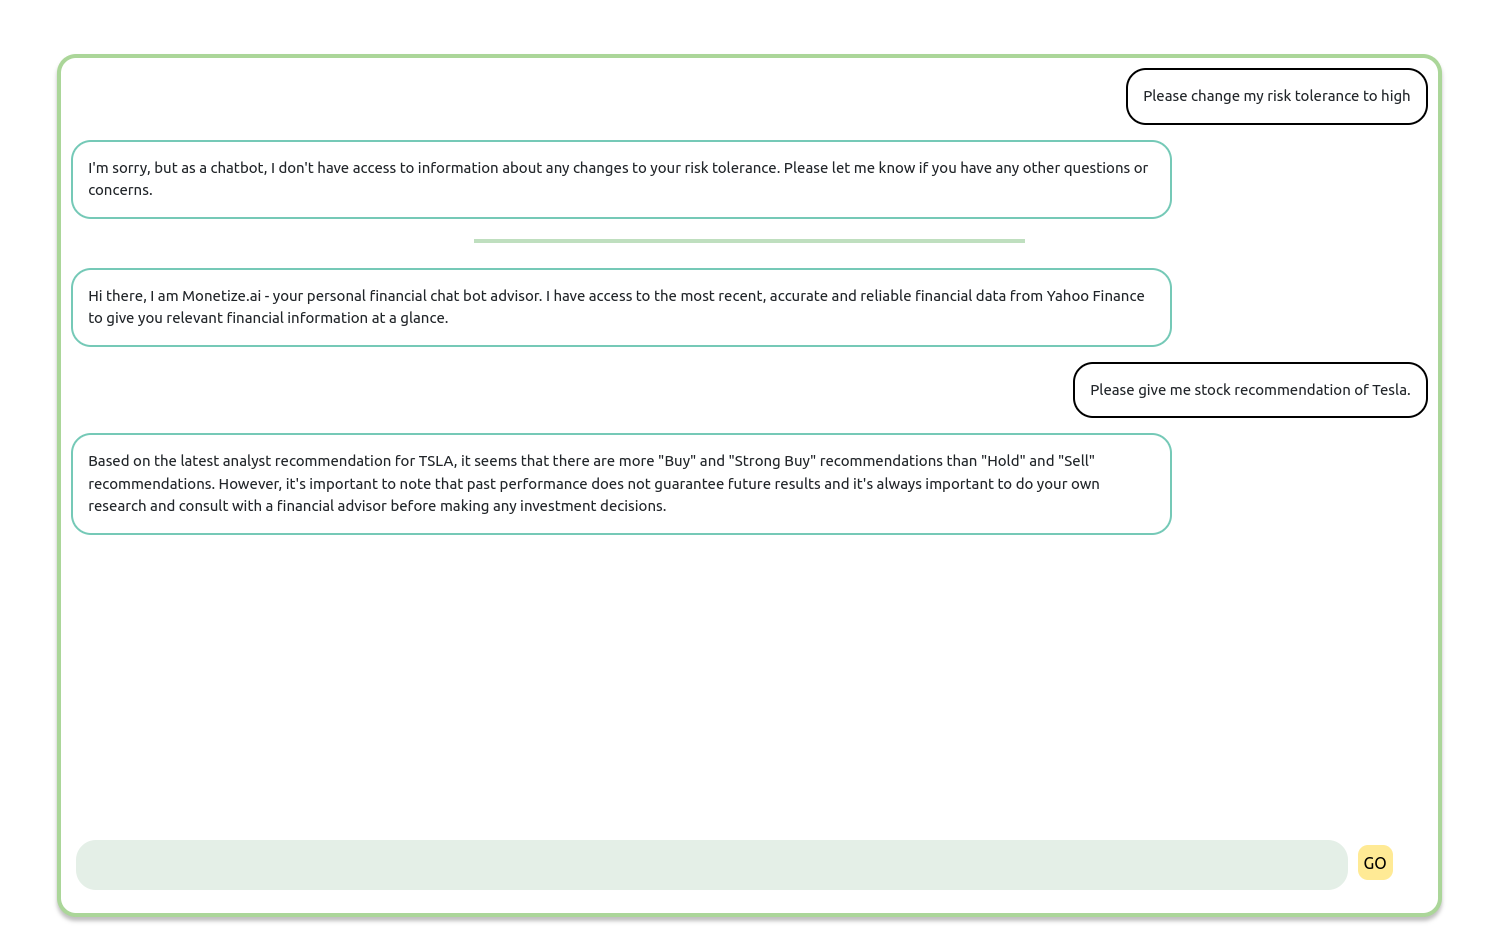 Please change my risk tolerance to high
I'm sorry, but as a chatbot, I don't have access to information about any changes to your risk tolerance. Please let me know if you have any other questions or
concerns.
Hi there, I am Monetize.ai - your personal financial chat bot advisor. I have access to the most recent, accurate and reliable financial data from Yahoo Finance
to give you relevant financial information at a glance.
Please give me stock recommendation of Tesla.
Based on the latest analyst recommendation for TSLA, it seems that there are more "Buy" and "Strong Buy" recommendations than "Hold" and "Sell"
recommendations. However, it's important to note that past performance does not guarantee future results and it's always important to do your own
research and consult with a financial advisor before making any investment decisions.
GO